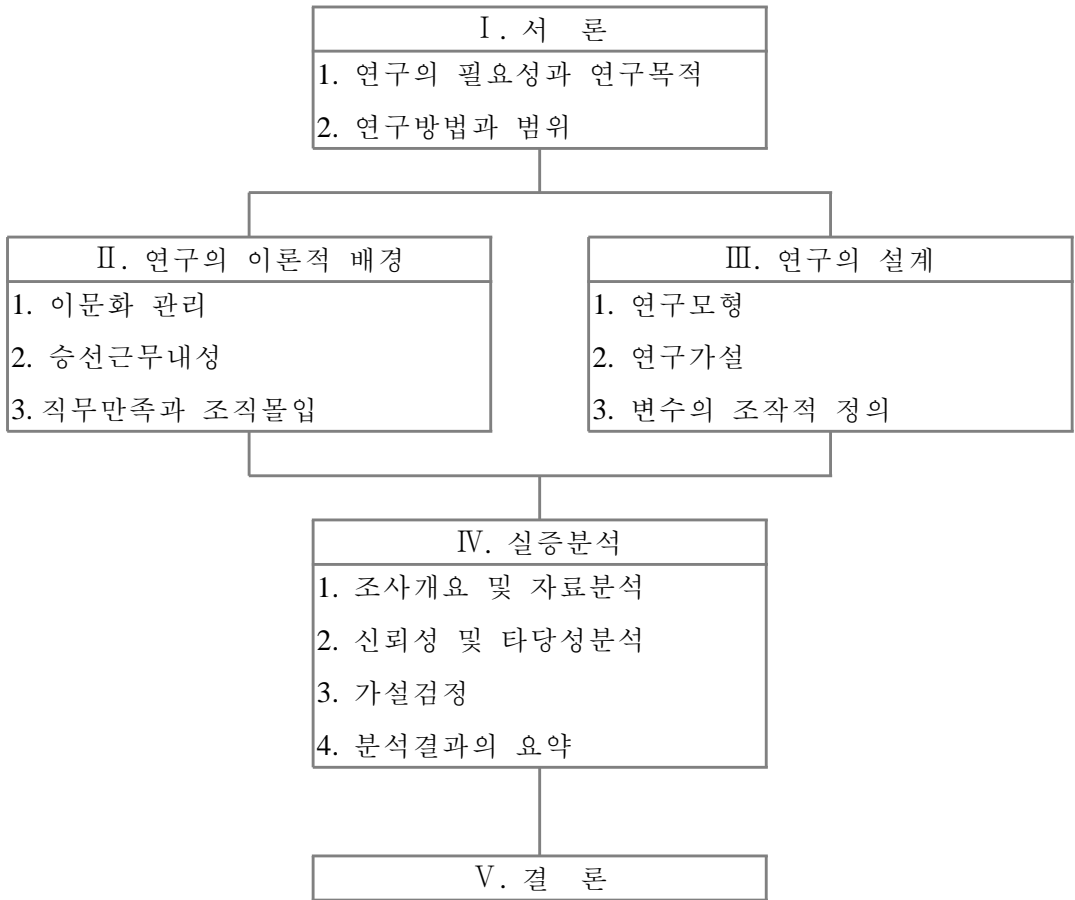 Ⅰ. 서 론
1. 연구의 필요성과 연구목적
2. 연구방법과 범위
Ⅱ. 연구의 이론적 배경
1. 이문화 관리
2. 승선근무내성
3. 직무만족과 조직몰입
Ⅲ. 연구의 설계
1. 연구모형
2. 연구가설
3. 변수의 조작적 정의
Ⅳ. 실증분석
1. 조사개요 및 자료분석
2. 신뢰성 및 타당성분석
3. 가설검정
4. 분석결과의 요약
Ⅴ. 결 론